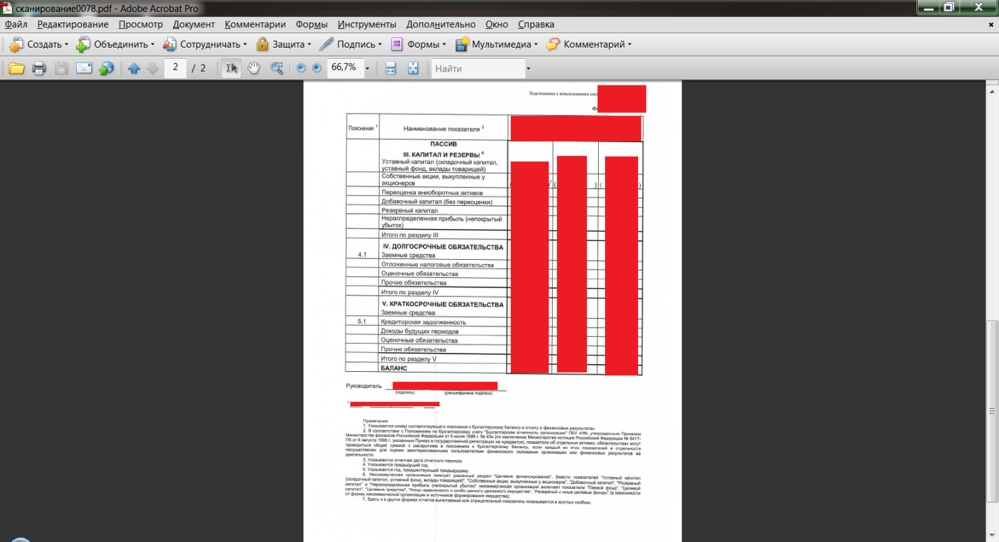 сканирование0078.pdf - Adobe Acrobat Pro
Файл Редактирование Просмотр Документ Комментарии Формы Инструменты Дополнительно Окно Справка
Создать Объединить Сотрудничать Защита Подпись Формы Мультимедиа Комментарий
2 / 2 66,7% Найти
Подготовлено с использованием
Пояснения 1 Наименование показателя 2
ПАССИВ
III. КАПИТАЛ И РЕЗЕРВЫ 6
Уставный капитал (складочный капитал,
уставный фонд, вклады товарищей)
Собственные акции, выкупленные у
акционеров ( )7 ( ) ( )
Переоценка внеоборотных активов
Добавочный капитал (без переоценки)
Резервный капитал
Нераспределенная прибыль (непокрытый
убыток)
Итого по разделу III
IV. ДОЛГОСРОЧНЫЕ ОБЯЗАТЕЛЬСТВА
4.1 Заемные средства
Отложенные налоговые обязательства
Оценочные обязательства
Прочие обязательства
Итого по разделу IV
V. КРАТКОСРОЧНЫЕ ОБЯЗАТЕЛЬСТВА
Заемные средства
5.1 Кредиторская задолженность
Доходы будущих периодов
Оценочные обязательства
Прочие обязательства
Итого по разделу V
БАЛАНС
Руководитель
(подпись) (расшифровка подписи)
Примечания
1. Указывается номер соответствующего пояснения к бухгалтерскому балансу и отчету о финансовых результатах.
2. В соответствии с Положением по бухгалтерскому учету "Бухгалтерская отчетность организации" ПБУ 4/99, утвержденным Приказом
Министерства финансов Российской Федерации от 6 июля 1999 г. № 43н (по заключению Министерства юстиции Российской Федерации № 6417-
ПК от 6 августа 1999 г. указанным Приказ в государственной регистрации не нуждается), показатели об отдельных активах, обязательствах могут
приводиться общей суммой с раскрытием в пояснениях к бухгалтерскому балансу, если каждый из этих показателей в отдельности
несущественен для оценки заинтересованными пользователями финансового положения организации или финансовых результатов ее
деятельности.
3. Указывается отчетная дата отчетного периода.
4. Указывается предыдущий год.
5. Указывается год, предшествующий предыдущему.
6. Некоммерческая организация именует указанный раздел "Целевое финансирование". Вместо показателей "Уставный капитал
(складочный капитал, уставный фонд, вклады товарищей)", "Собственные акции, выкупленные у акционеров", "Добавочный капитал", "Резервный
капитал" и "Нераспределенная прибыль (непокрытый убыток)" некоммерческая организация включает показатели "Паевой фонд", "Целевой
капитал", "Целевые средства", "Фонд недвижимого и особо ценного движимого имущества", "Резервный и иные целевые фонды" (в зависимости
от формы некоммерческой организации и источников формирования имущества).
7. Здесь и в других формах отчетов вычитаемый или отрицательный показатель показывается в круглых скобках.